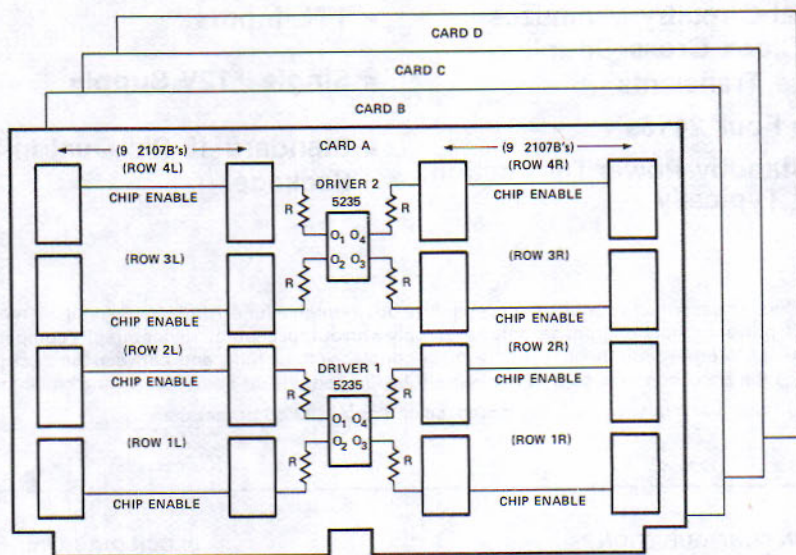 CARD D
CARD C
CARD B
CARD A
(9 2107B's)
(ROW 4L)
CHIP ENABLE
R
DRIVER 2
5235
O1 O4
O2 O3
R
(9 2107B's)
(ROW 4R)
CHIP ENABLE
(ROW 3L)
R
R
(ROW 3R)
CHIP ENABLE
CHIP ENABLE
(ROW 2L)
CHIP ENABLE
R
DRIVER 1
5235
O1 O4
O2 O3
R
(ROW 2R)
CHIP ENABLE
(ROW 1L)
R
R
(ROW 1R)
CHIP ENABLE
CHIP ENABLE